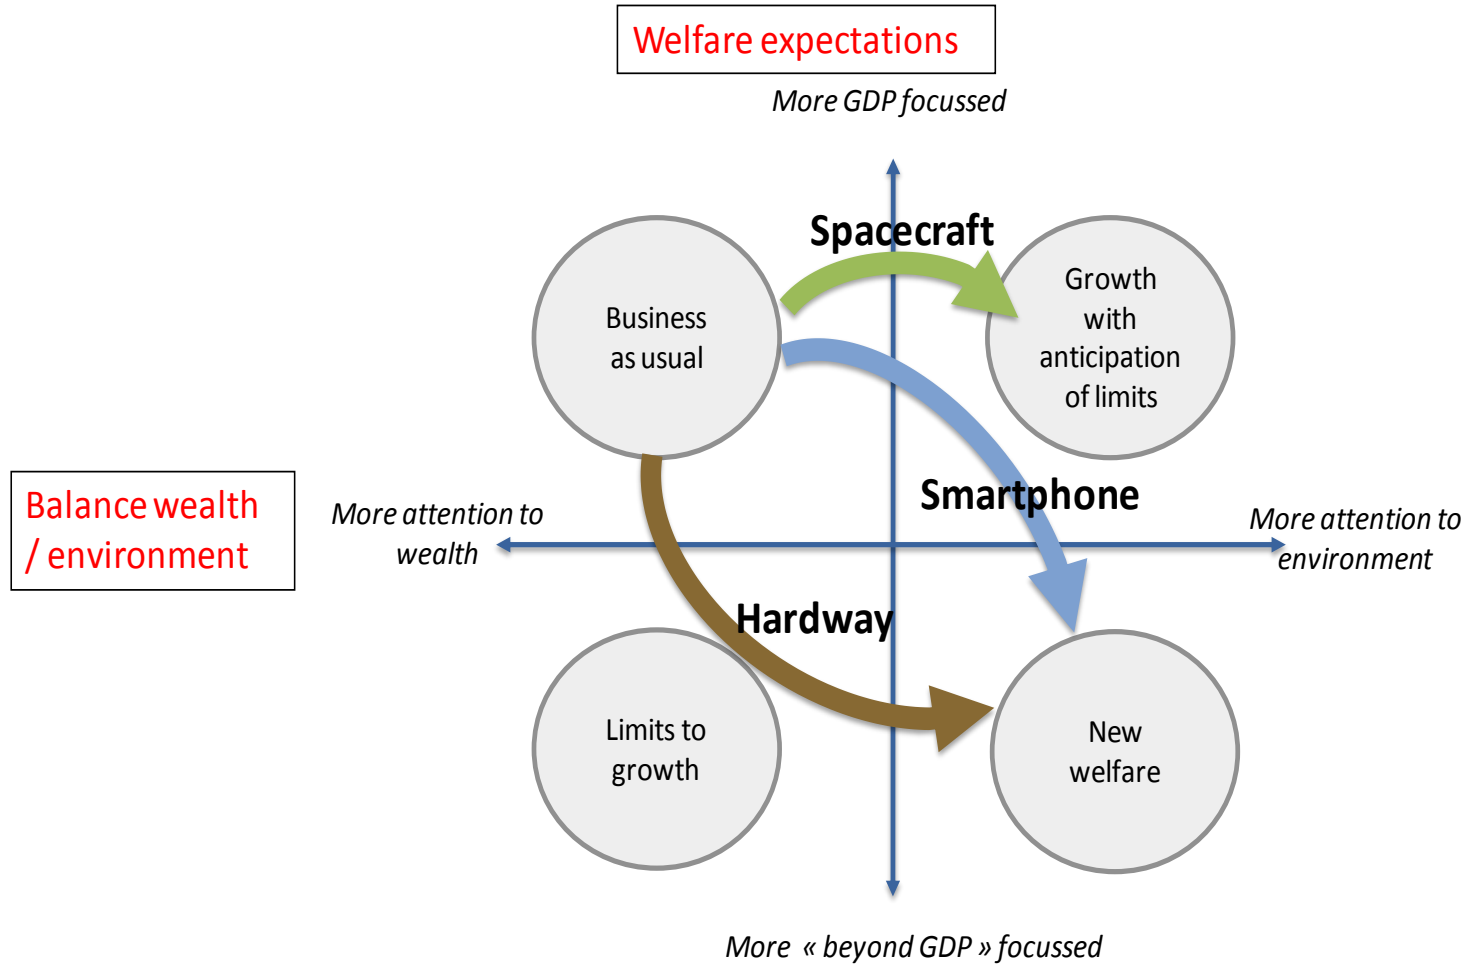 Welfare expectations
More GDP focussed
Spacecraft
Business
as usual
Growth
with
anticipation
of limits
Balance wealth
/ environment
More attention to
wealth
Smartphone
More attention to
environment
Hardway
Limits to
growth
New
welfare
More « beyond GDP » focussed